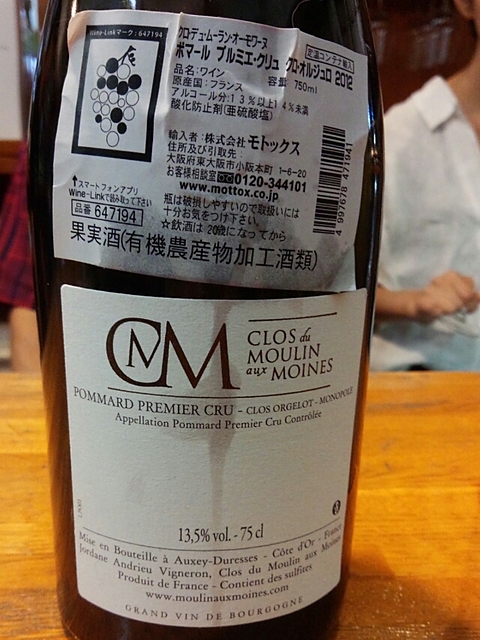 Wine-Linkマーク: 647194
クロ・デュ・ムーラン・オー・モワーヌ
定温コンテナ輸入
ポマール プルミエ・クリュ クロ・オルジュロ 2012
品名:ワイン
容量 750ml
原産国:フランス
アルコール分:13%以上14%未満
酸化防止剤(亜硫酸塩)
輸入者:株式会社 モトックス
住所及び引取先:
大阪府東大阪市小阪本町 1-6-20
お客様相談室 0120-344101
www.mottox.co.jp
↑スマートフォンアプリ
Wine-Linkで読み取って下さい
品番 647194
瓶は破損しやすいので取扱いには
十分お気をつけ下さい。
☆飲酒は 20歳になってから
4 997678 471941
果実酒(有機農産物加工酒類)
CNM
CLOS du
MOULIN
aux MOINES
POMMARD PREMIER CRU - CLOS ORGELOT - MONOPOLE
Appellation Pommard Premier Cru Contrôlée
13,5% vol. - 75 cl
Mise en Bouteille à Auxey-Duresses - Côte d'Or - France
Jordane Andrieu Vigneron, Clos du Moulin aux Moines
Produit de France - Contient des sulfites
www.moulinauxmoines.com
GRAND VIN DE BOURGOGNE